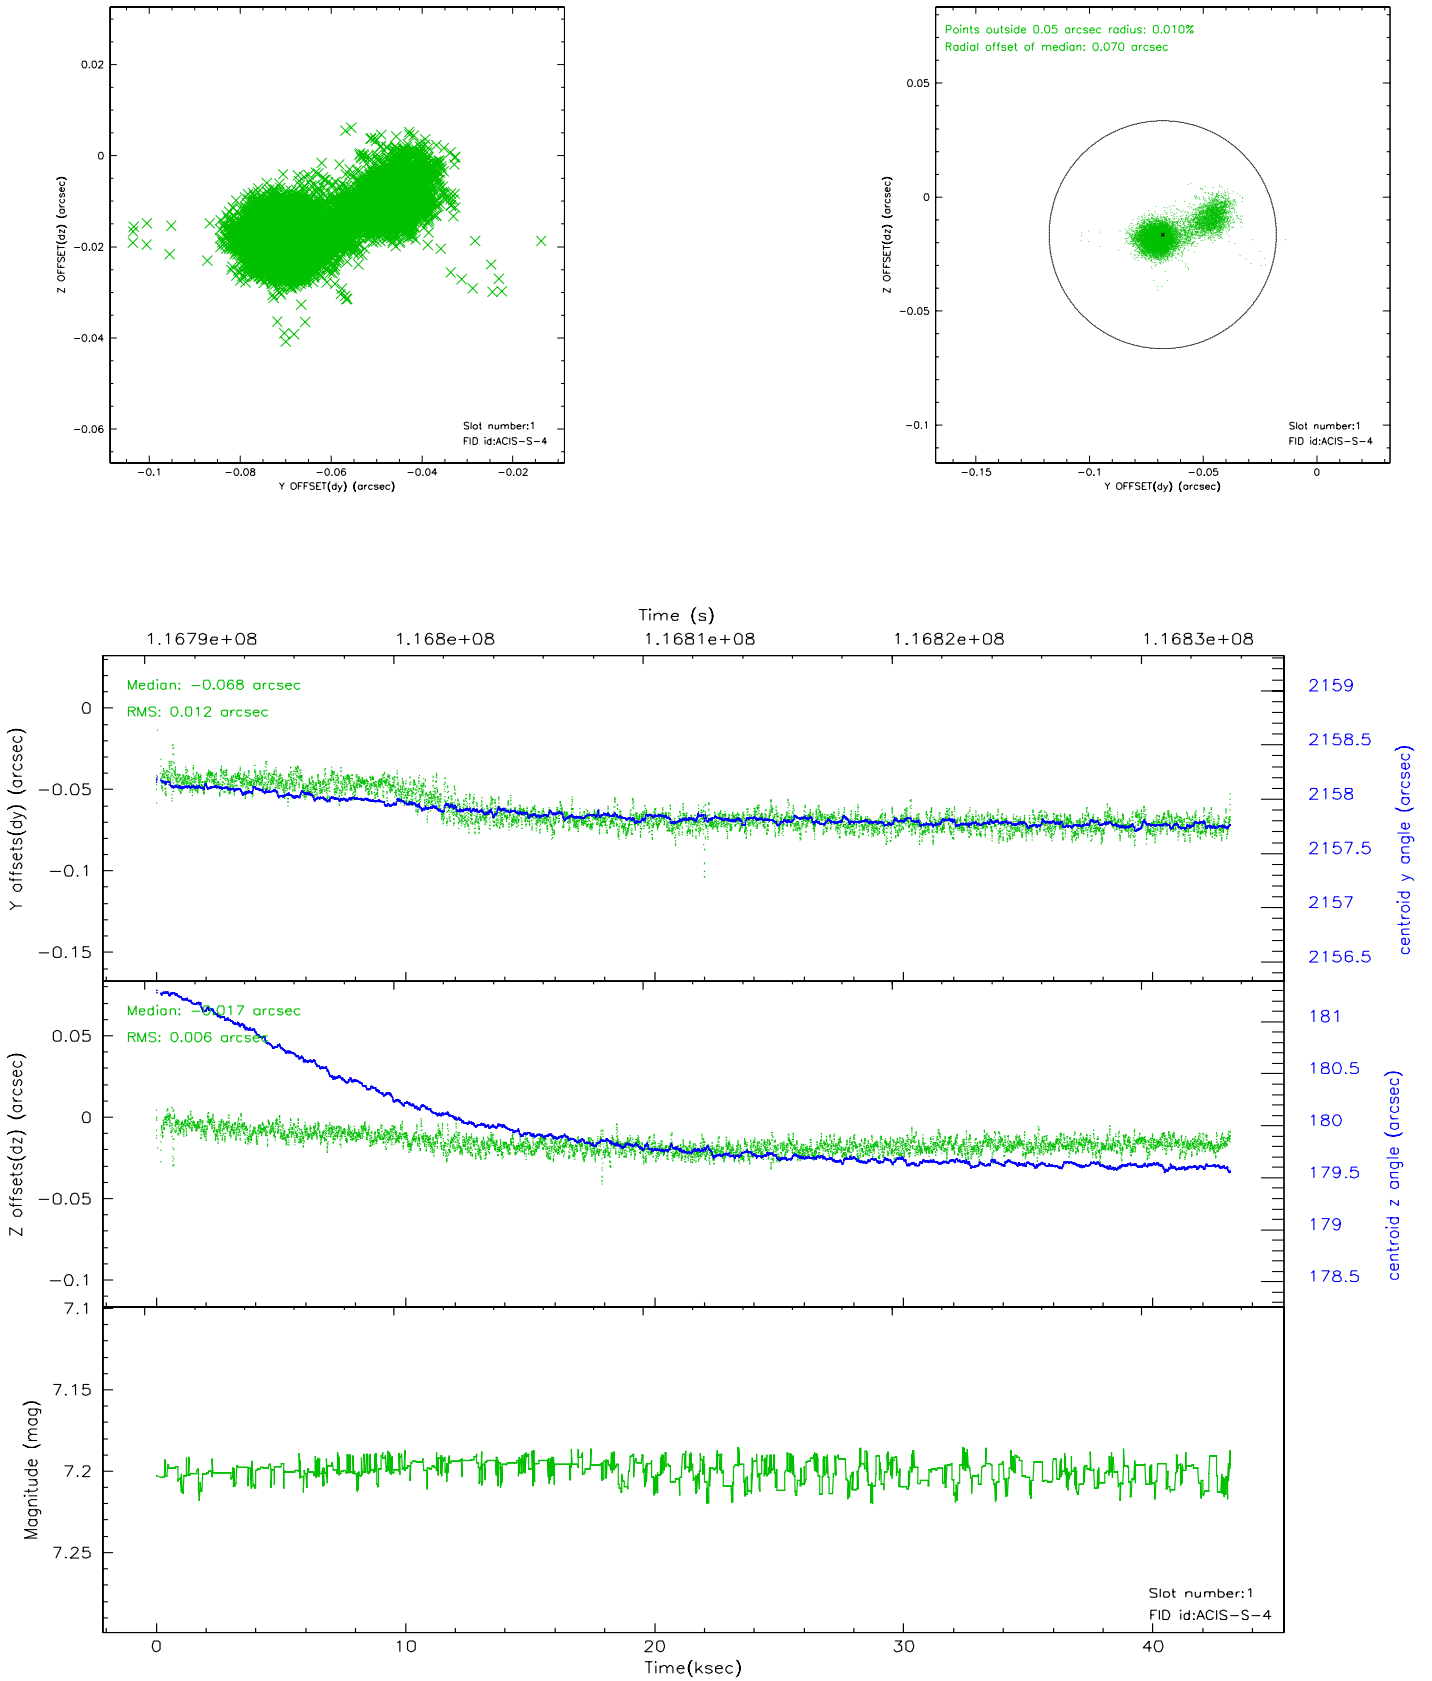 0.02
0
−0.02
−0.04
−0.06
Z OFFSET(dz) (arcsec)
Slot number:1
FID id:ACIS−S−4
−0.1
−0.08
−0.06
−0.04
−0.02
Y OFFSET(dy) (arcsec)
Points outside 0.05 arcsec radius: 0.010%
Radial offset of median: 0.070 arcsec
0.05
0
−0.05
−0.1
Z OFFSET(dz) (arcsec)
Slot number:1
FID id:ACIS−S−4
−0.15
−0.1
−0.05
0
Y OFFSET(dy) (arcsec)
Time (s)
1.1679e+08
1.168e+08
1.1681e+08
1.1682e+08
1.1683e+08
Median: −0.068 arcsec
RMS: 0.012 arcsec
0
−0.05
−0.1
−0.15
Y offsets(dy) (arcsec)
2159
2158.5
2158
2157.5
2157
2156.5
centroid y angle (arcsec)
Median: −0.017 arcsec
RMS: 0.006 arcsec
0.05
0
−0.05
−0.1
Z offsets(dz) (arcsec)
181
180.5
180
179.5
179
178.5
centroid z angle (arcsec)
7.1
7.15
7.2
7.25
Magnitude (mag)
Slot number:1
FID id:ACIS−S−4
0
10
20
30
40
Time(ksec)